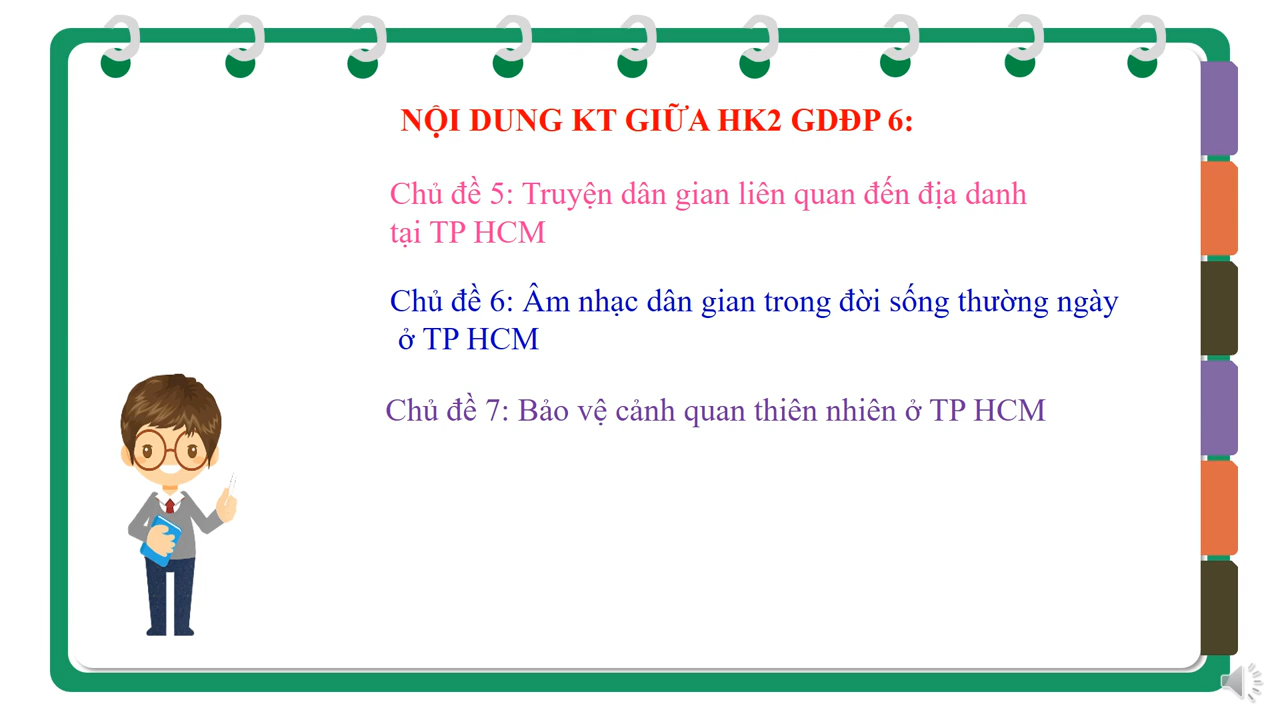 NỘI DUNG KT GIỮA HK2 GDĐP 6:
Chủ đề 5: Truyện dân gian liên quan đến địa danh
tại TP HCM
Chủ đề 6: Âm nhạc dân gian trong đời sống thường ngày
ở TP HCM
Chủ đề 7: Bảo vệ cảnh quan thiên nhiên ở TP HCM